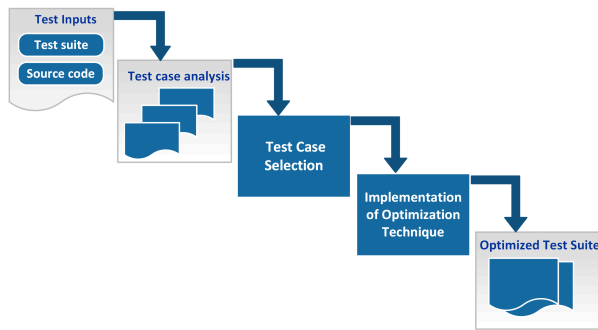 Test Inputs
Test suite
Source code
Test case analysis
Test Case
Selection
Implementation
of Optimization
Technique
Optimized Test Suite